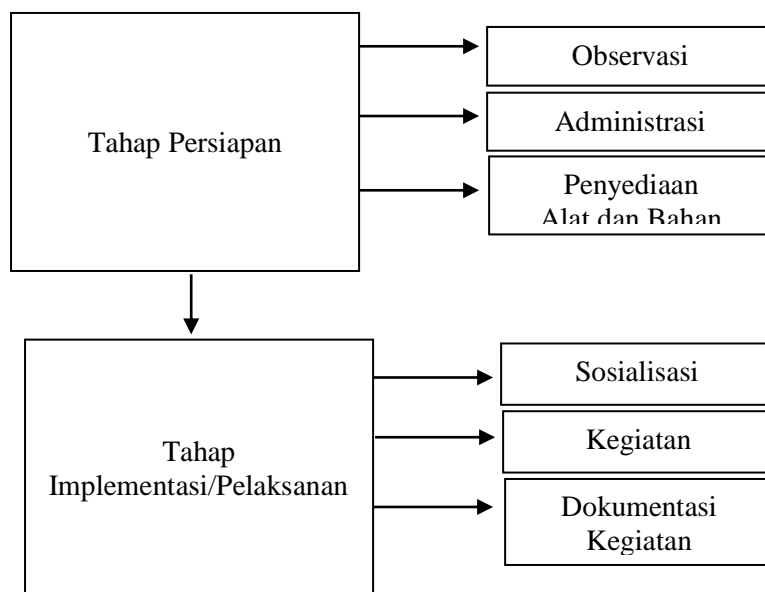 Tahap Persiapan
Observasi
Administrasi
Penyediaan
Alat dan Bahan
Tahap
Implementasi/Pelaksanan
Sosialisasi
Kegiatan
Dokumentasi
Kegiatan